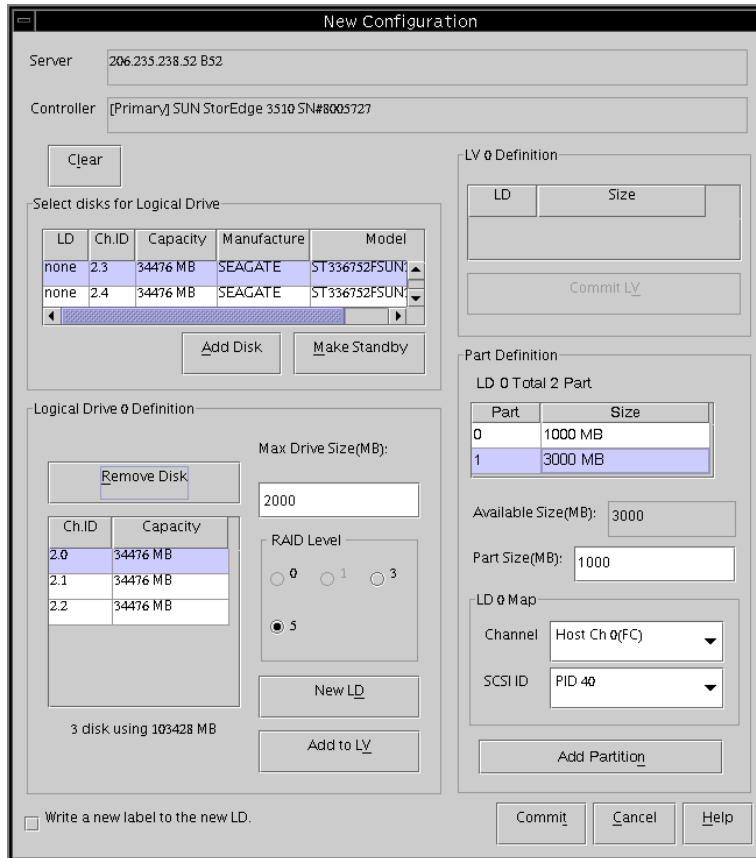 New Configuration
Server
206.235.238.52 B52
Controller
[Primary] SUN StorEdge 3510 SN#8005727
Clear
Select disks for Logical Drive
LD Ch.ID Capacity Manufacture Model
none 2.3 34476 MB SEAGATE ST336752FSUN
none 2.4 34476 MB SEAGATE ST336752FSUN
Add Disk
Make Standby
Logical Drive 0 Definition
Remove Disk
Ch.ID Capacity
2.0 34476 MB
2.1 34476 MB
2.2 34476 MB
3 disk using 103428 MB
Max Drive Size(MB):
2000
RAID Level
0 1 3
5
New LD
Add to LV
LV 0 Definition
LD Size
Commit LV
Part Definition
LD 0 Total 2 Part
Part Size
0 1000 MB
1 3000 MB
Available Size(MB): 3000
Part Size(MB): 1000
LD 0 Map
Channel Host Ch 0(FC)
SCSI ID PID 40
Add Partition
Write a new label to the new LD.
Commit
Cancel
Help